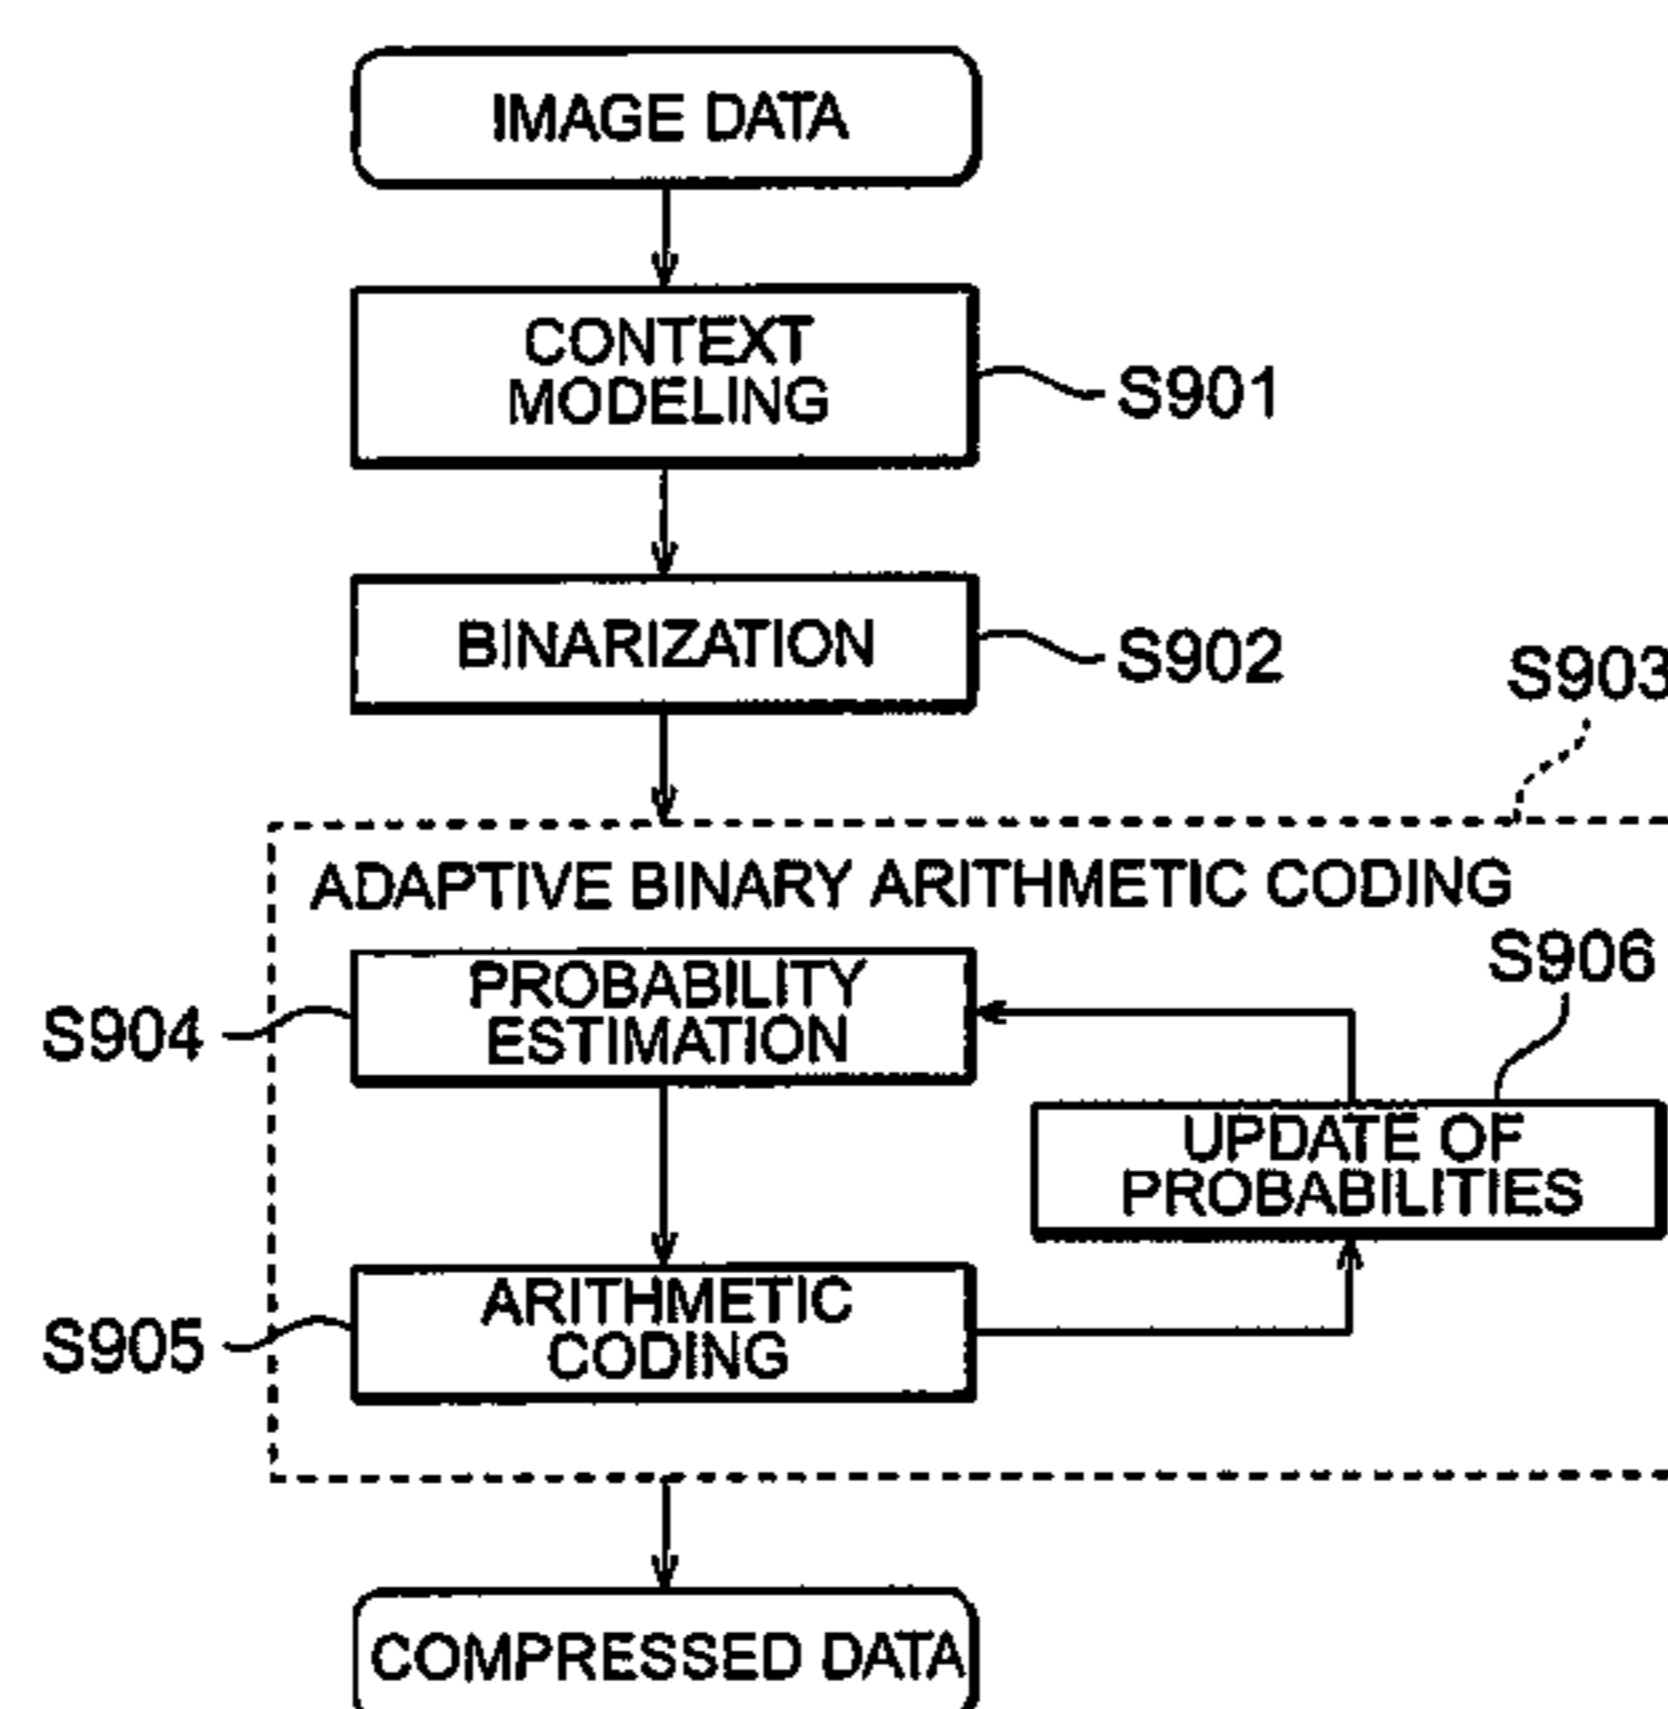 IMAGE DATA
CONTEXT
MODELING
S901
BINARIZATION
S902
S903
ADAPTIVE BINARY ARITHMETIC CODING
S906
PROBABILITY
ESTIMATION
S904
UPDATE OF
PROBABILITIES
ARITHMETIC
CODING
S905
COMPRESSED DATA